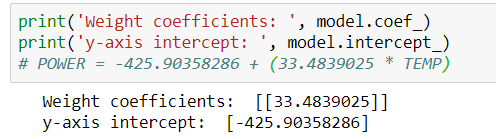 print('Weight coefficients: ', model.coef_)
print('y-axis intercept: ', model.intercept_)
# POWER = -425.90358286 + (33.4839025 * TEMP)
Weight coefficients:  [[33.4839025]]
y-axis intercept:  [-425.90358286]